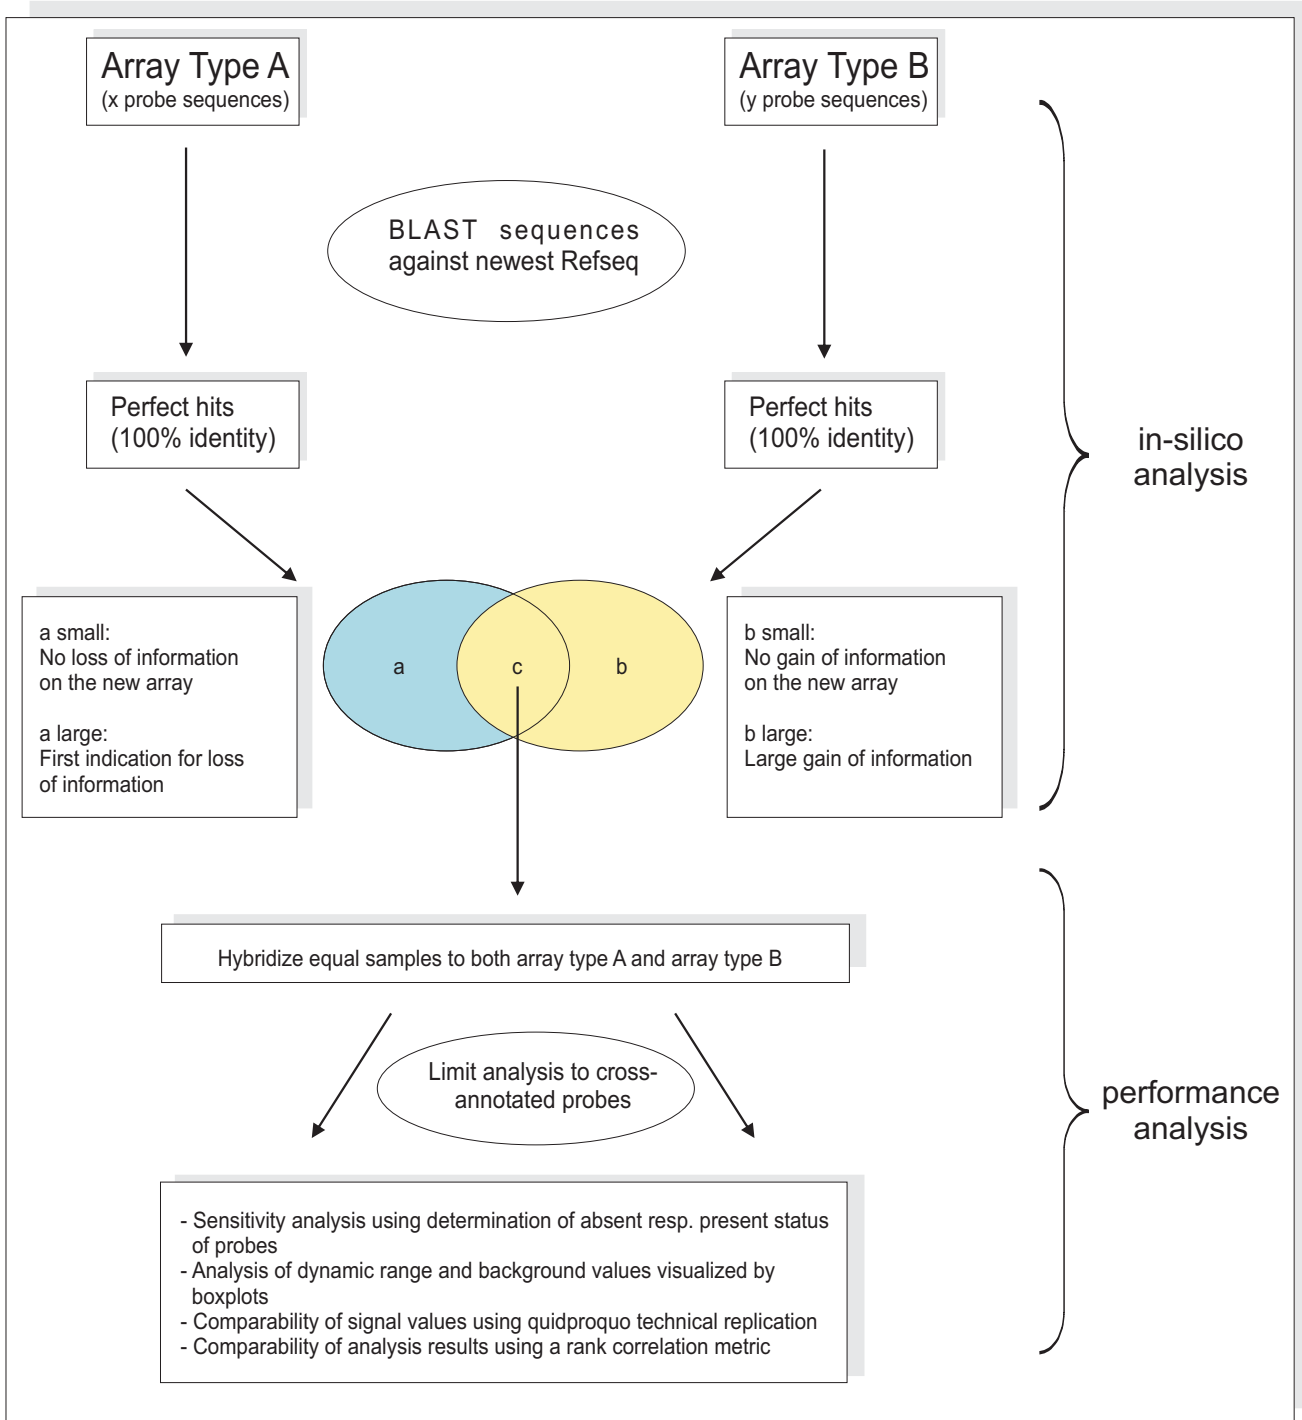 Array Type A
(x probe sequences)
Array Type B
(y probe sequences)
BLAST sequences
against newest Refseq
Perfect hits
(100% identity)
Perfect hits
(100% identity)
in-silico
analysis
a small:
No loss of information
on the new array
a large:
First indication for loss
of information
a
c
b
b small:
No gain of information
on the new array
b large:
Large gain of information
Hybridize equal samples to both array type A and array type B
Limit analysis to cross-
annotated probes
performance
analysis
- Sensitivity analysis using determination of absent resp. present status
of probes
- Analysis of dynamic range and background values visualized by
boxplots
- Comparability of signal values using quidproquo technical replication
- Comparability of analysis results using a rank correlation metric